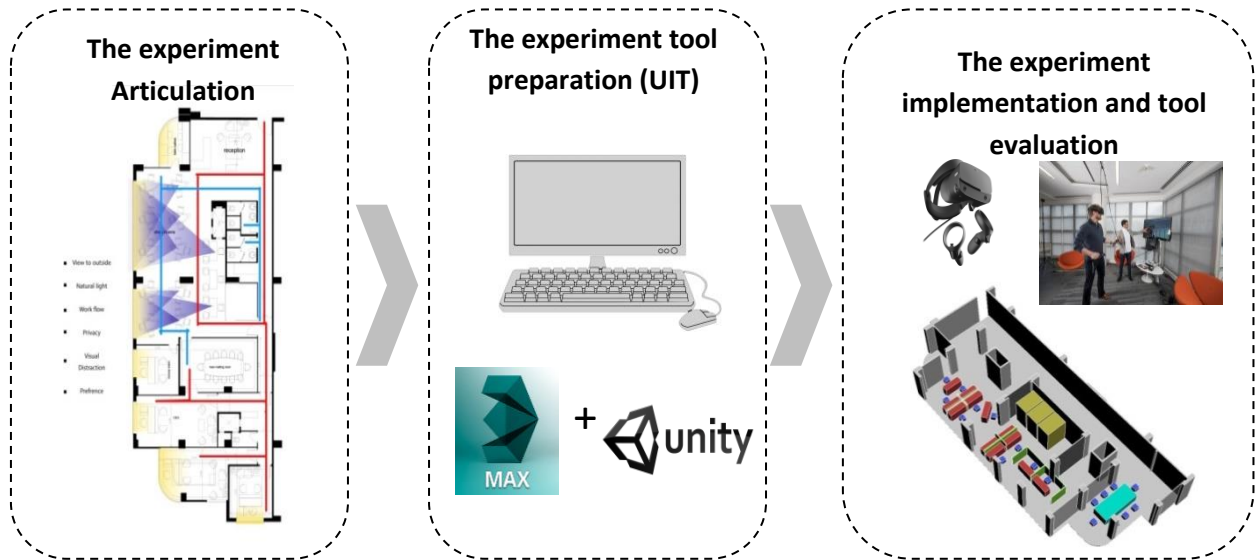 The experiment
Articulation
reception
View to outside
Natural light
Work flow
Privacy
Visual
Distraction
Prefrence
The experiment tool
preparation (UIT)
MAX
+
unity
The experiment
implementation and tool
evaluation